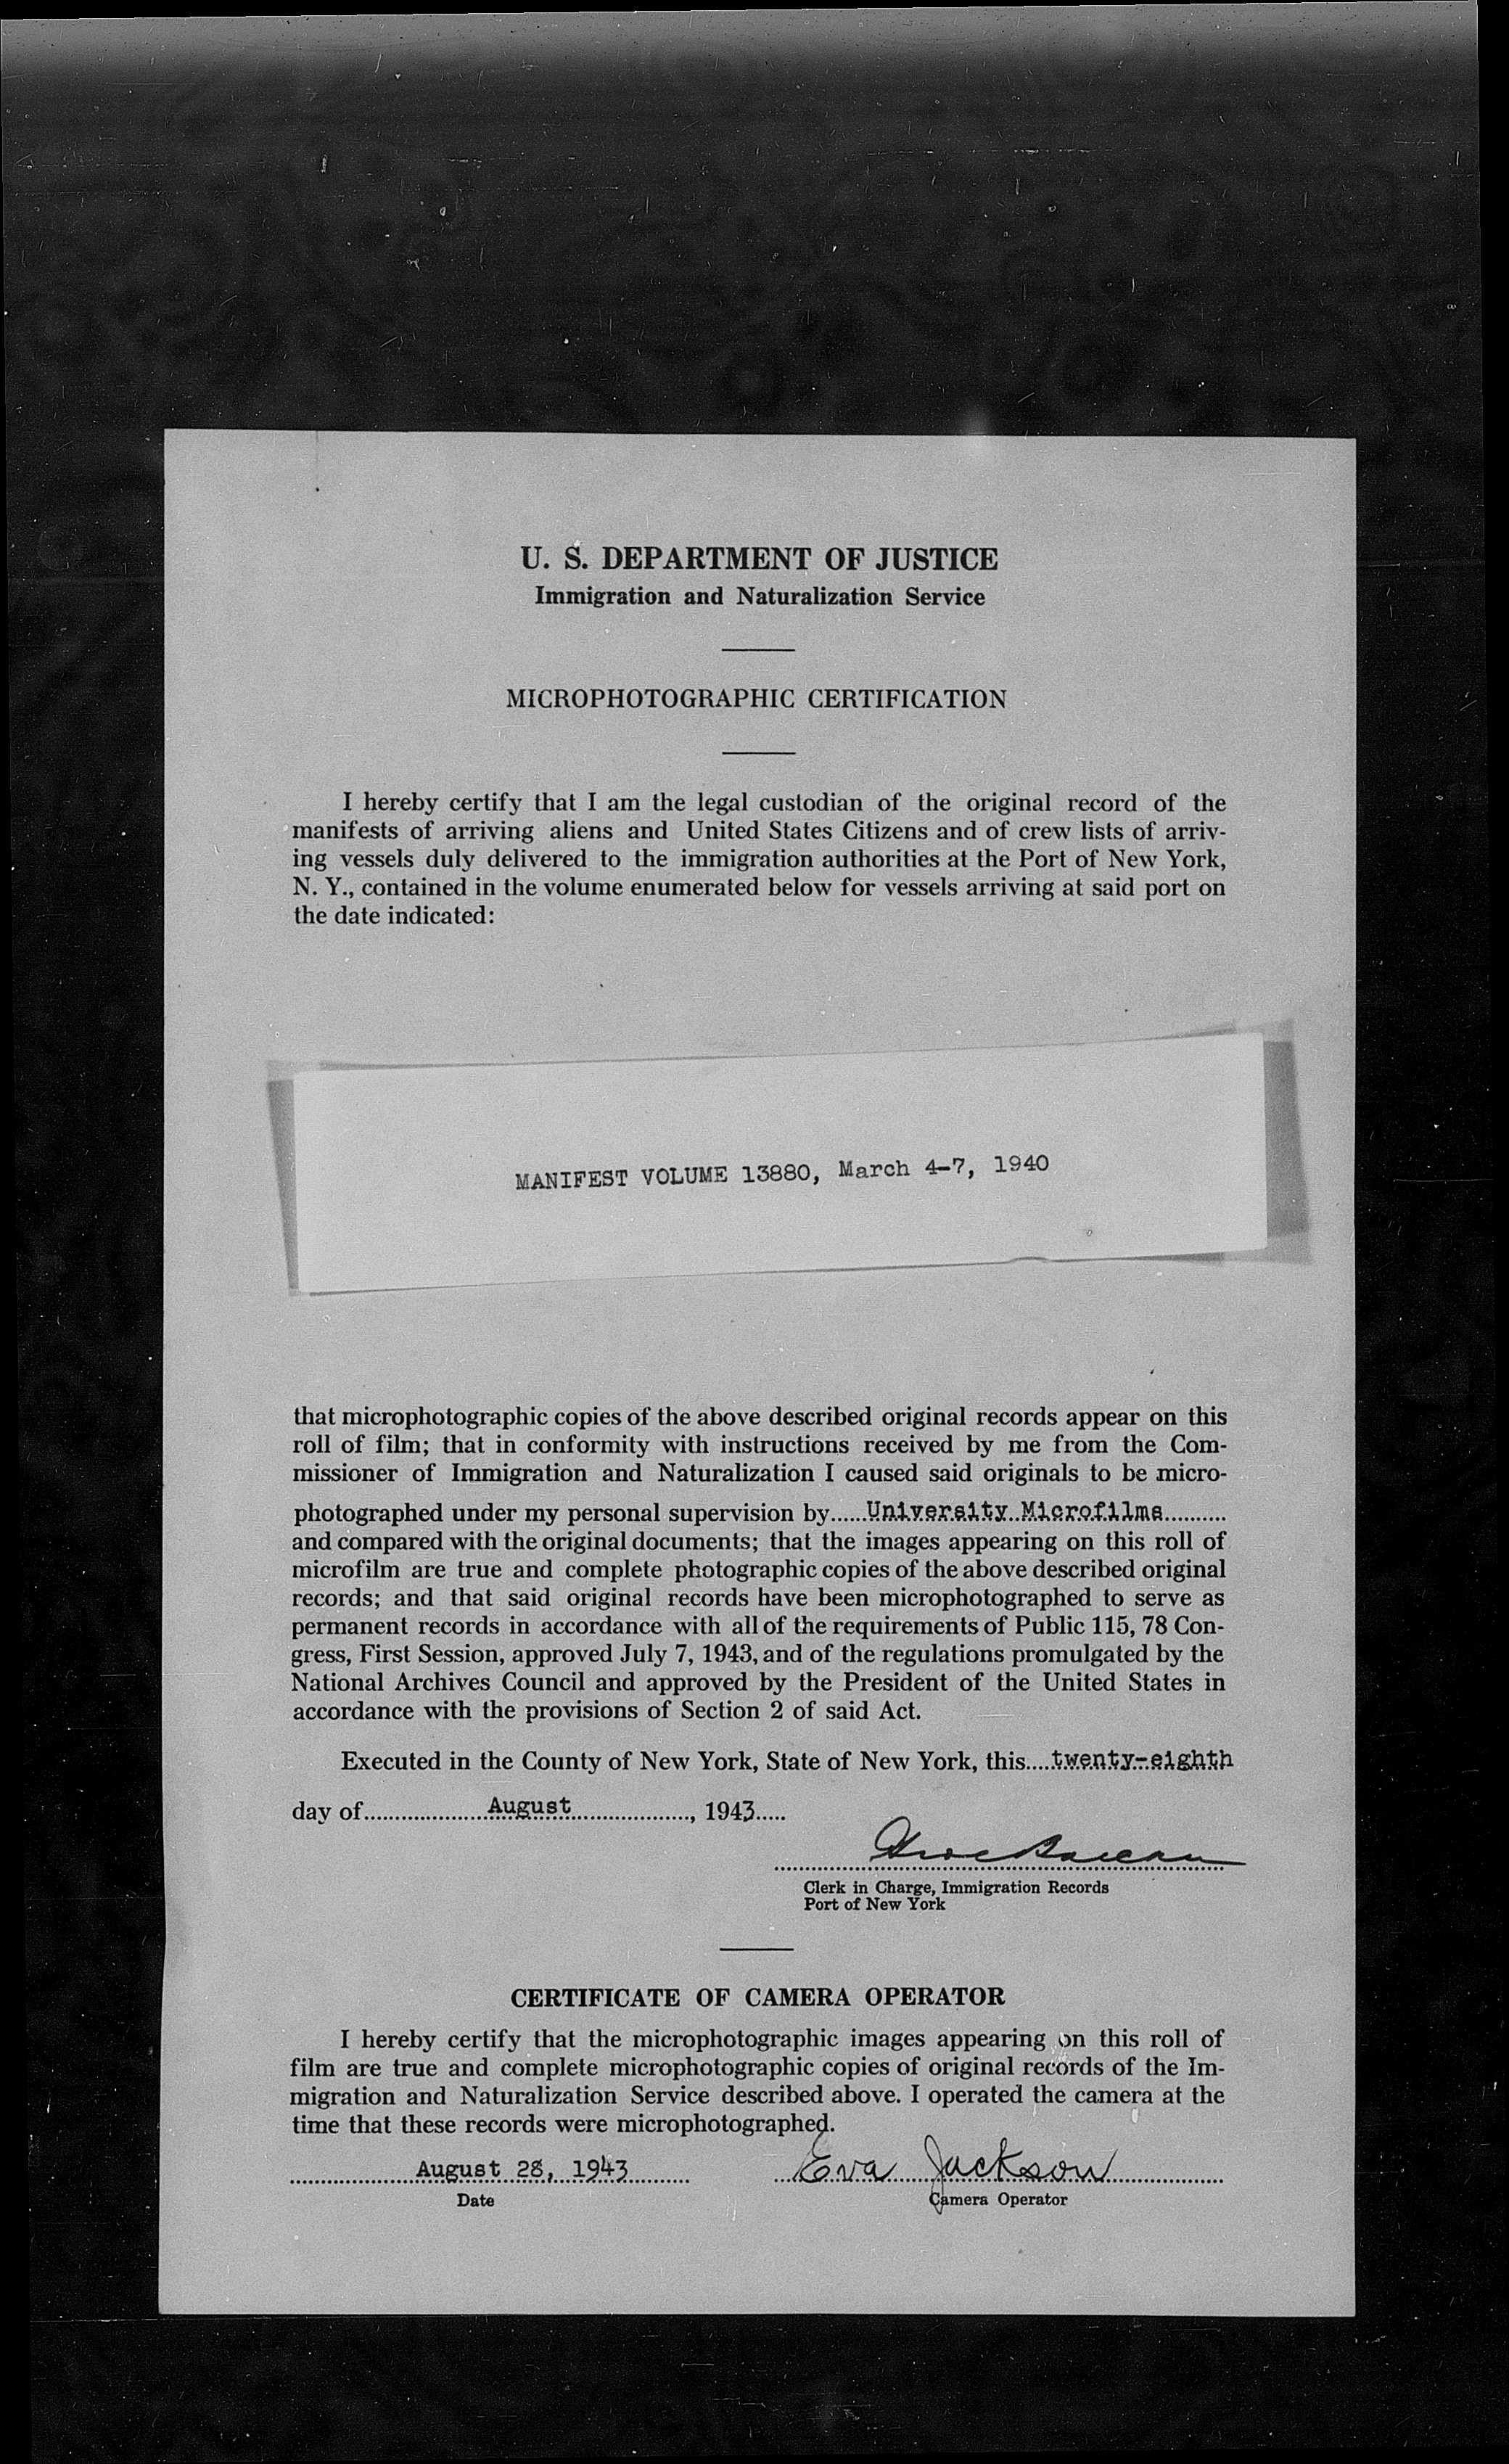 U. S. DEPARTMENT OF JUSTICE
Immigration and Naturalization Service
MICROPHOTOGRAPHIC CERTIFICATION
I hereby certify that I am the legal custodian of the original record of the
manifests of arriving aliens and United States Citizens and of crew lists of arriv-
ing vessels duly delivered to the immigration authorities at the Port of New York,
N. Y., contained in the volume enumerated below for vessels arriving at said port on
the date indicated:
MANIFEST VOLUME 13880, March 4-7, 1940
that microphotographic copies of the above described original records appear on this
roll of film; that in conformity with instructions received by me from the Com-
missioner of Immigration and Naturalization I caused said originals to be micro-
photographed under my personal supervision by......University Microfilms..........
and compared with the original documents; that the images appearing on this roll of
microfilm are true and complete photographic copies of the above described original
records; and that said original records have been microphotographed to serve as
permanent records in accordance with all of the requirements of Public 115, 78 Con-
gress, First Session, approved July 7, 1943, and of the regulations promulgated by the
National Archives Council and approved by the President of the United States in
accordance with the provisions of Section 2 of said Act.
Executed in the County of New York, State of New York, this....twenty-eighth
day of....................August...................., 1943.....
Clerk in Charge, Immigration Records
Port of New York
CERTIFICATE OF CAMERA OPERATOR
I hereby certify that the microphotographic images appearing on this roll of
film are true and complete microphotographic copies of original records of the Im-
migration and Naturalization Service described above. I operated the camera at the
time that these records were microphotographed.
August 28, 1943 Eva Jackson
Date Camera Operator